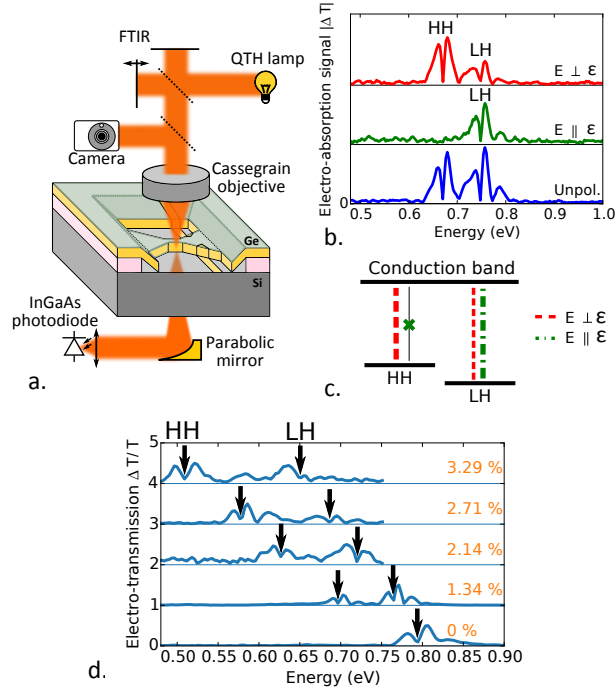 a.
FTIR
QTH lamp
Camera
Cassegrain
objective
Ge
Si
InGaAs
photodiode
Parabolic
mirror
Electro-absorption signal |Δ T|
HH
LH
E ⊥ ε
LH
E ∥ ε
Unpol.
0
0.5 0.6 0.7 0.8 0.9 1.0
Energy (eV)
b.
Conduction band
HH
LH
E ⊥ ε
E ∥ ε
c.
HH LH
Electro-transmission Δ T/ T
5
4
3
2
1
0
3.29 %
2.71 %
2.14 %
1.34 %
0 %
0.50 0.55 0.60 0.65 0.70 0.75 0.80 0.85 0.90
Energy (eV)
d.